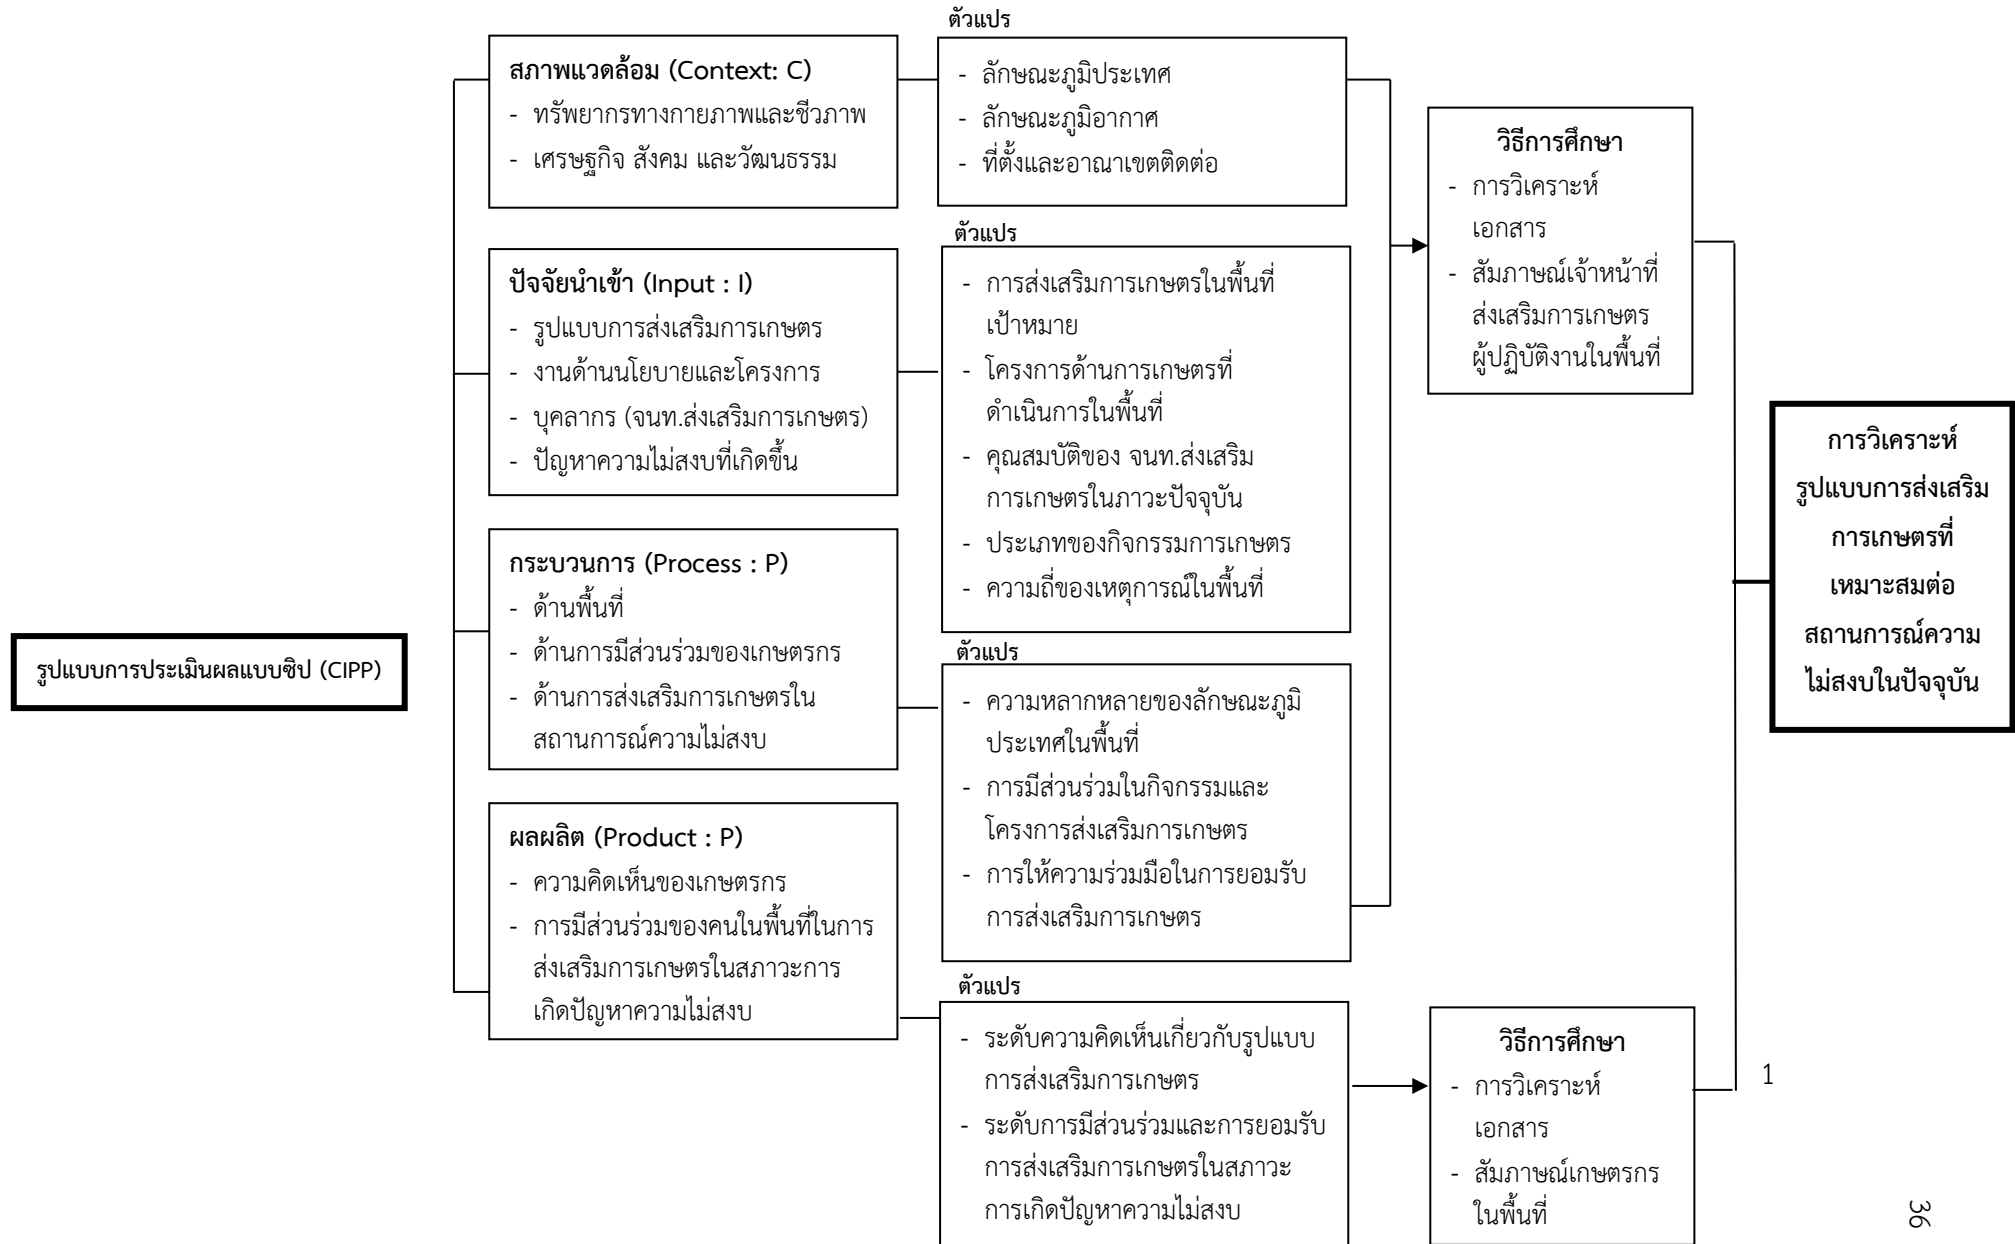 รูปแบบการประเมินผลแบบซิป (CIPP)
สภาพแวดล้อม (Context: C)
- ทรัพยากรทางกายภาพและชีวภาพ
- เศรษฐกิจ สังคม และวัฒนธรรม
ปัจจัยนำเข้า (Input : I)
- รูปแบบการส่งเสริมการเกษตร
- งานด้านนโยบายและโครงการ
- บุคลากร (จนท.ส่งเสริมการเกษตร)
- ปัญหาความไม่สงบที่เกิดขึ้น
กระบวนการ (Process : P)
- ด้านพื้นที่
- ด้านการมีส่วนร่วมของเกษตรกร
- ด้านการส่งเสริมการเกษตรใน
สถานการณ์ความไม่สงบ
ผลผลิต (Product : P)
- ความคิดเห็นของเกษตรกร
- การมีส่วนร่วมของคนในพื้นที่ในการ
ส่งเสริมการเกษตรในสภาวะการ
เกิดปัญหาความไม่สงบ
ตัวแปร
- ลักษณะภูมิประเทศ
- ลักษณะภูมิอากาศ
- ที่ตั้งและอาณาเขตติดต่อ
ตัวแปร
- การส่งเสริมการเกษตรในพื้นที่
เป้าหมาย
- โครงการด้านการเกษตรที่
ดำเนินการในพื้นที่
- คุณสมบัติของ จนท.ส่งเสริม
การเกษตรในภาวะปัจจุบัน
- ประเภทของกิจกรรมการเกษตร
- ความถี่ของเหตุการณ์ในพื้นที่
ตัวแปร
- ความหลากหลายของลักษณะภูมิ
ประเทศในพื้นที่
- การมีส่วนร่วมในกิจกรรมและ
โครงการส่งเสริมการเกษตร
- การให้ความร่วมมือในการยอมรับ
การส่งเสริมการเกษตร
ตัวแปร
- ระดับความคิดเห็นเกี่ยวกับรูปแบบ
การส่งเสริมการเกษตร
- ระดับการมีส่วนร่วมและการยอมรับ
การส่งเสริมการเกษตรในสภาวะ
การเกิดปัญหาความไม่สงบ
วิธีการศึกษา
- การวิเคราะห์
เอกสาร
- สัมภาษณ์เจ้าหน้าที่
ส่งเสริมการเกษตร
ผู้ปฏิบัติงานในพื้นที่
วิธีการศึกษา
- การวิเคราะห์
เอกสาร
- สัมภาษณ์เกษตรกร
ในพื้นที่
การวิเคราะห์
รูปแบบการส่งเสริม
การเกษตรที่
เหมาะสมต่อ
สถานการณ์ความ
ไม่สงบในปัจจุบัน
1
36